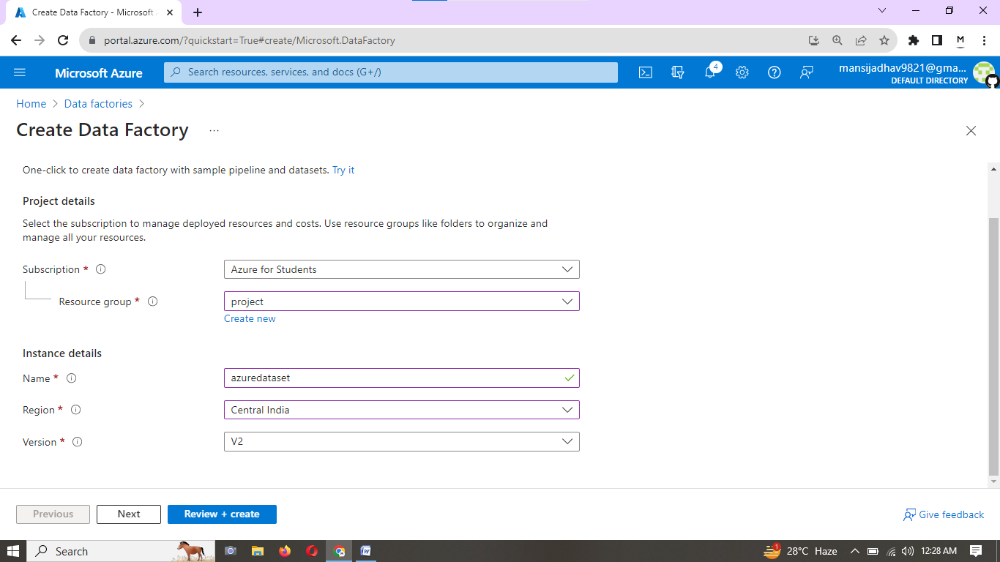 Create Data Factory - Microsoft
portal.azure.com/?quickstart=True#create/Microsoft.DataFactory
M
Microsoft Azure
Search resources, services, and docs (G+/)
4
mansijadhav9821@gma...
DEFAULT DIRECTORY
Home > Data factories >
Create Data Factory ...
One-click to create data factory with sample pipeline and datasets. Try it
Project details
Select the subscription to manage deployed resources and costs. Use resource groups like folders to organize and
manage all your resources.
Subscription * Azure for Students
Resource group * project
Create new
Instance details
Name * azuredataset
Region * Central India
Version * V2
Previous Next Review + create Give feedback
Search 1 28°C Haze 12:28 AM